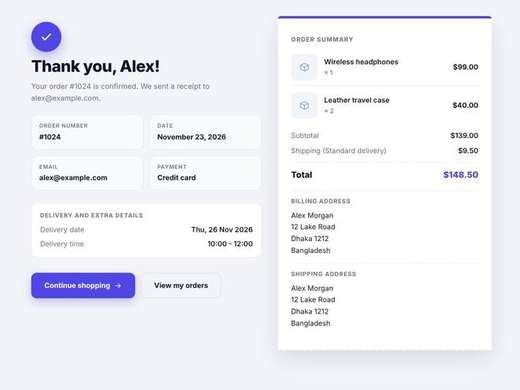 Thank you, Alex!
Your order #1024 is confirmed. We sent a receipt to
alex@example.com.
ORDER NUMBER
#1024
DATE
November 23, 2026
EMAIL
alex@example.com
PAYMENT
Credit card
DELIVERY AND EXTRA DETAILS
Delivery date Thu, 26 Nov 2026
Delivery time 10:00 - 12:00
Continue shopping →
View my orders
ORDER SUMMARY
Wireless headphones $99.00
× 1
Leather travel case $40.00
× 2
Subtotal $139.00
Shipping (Standard delivery) $9.50
Total $148.50
BILLING ADDRESS
Alex Morgan
12 Lake Road
Dhaka 1212
Bangladesh
SHIPPING ADDRESS
Alex Morgan
12 Lake Road
Dhaka 1212
Bangladesh